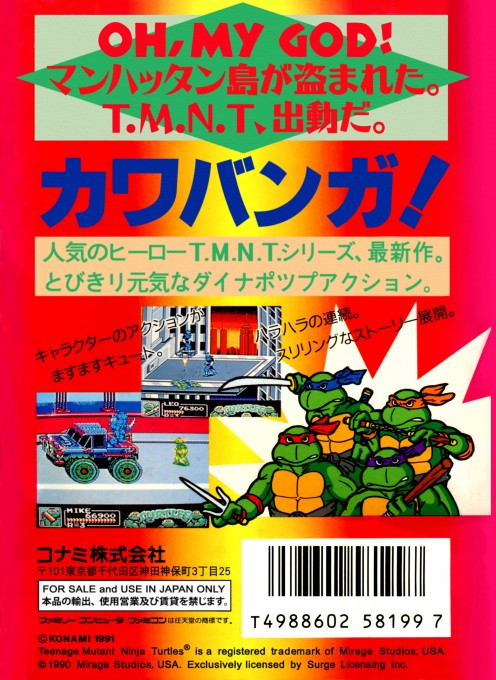 OH, MY GOD!
マンハッタン島が盗まれた。
T.M.N.T、出動だ。
カワバンガ!
人気のヒーローT.M.N.T.シリーズ、最新作。
とびきり元気なダイナポップアクション。
キャラクターのアクションが
ますますキュート。
ハラハラの連続。
スリリングなストーリー展開。
LEO
76300
TURTLES
MIKE
66900
TURTLES
コナミ株式会社
〒101東京都千代田区神田神保町3丁目25
FOR SALE and USE IN JAPAN ONLY
本品の輸出、使用営業及び賃貸を禁じます。
ファミリーコンピュータ・ファミコンは任天堂の商標です。
T4988602 58199 7
©KONAMI 1991
Teenage Mutant Ninja Turtles® is a registered trademark of Mirage Studios, USA.
©1990 Mirage Studios, USA. Exclusively licensed by Surge Licensing Inc.